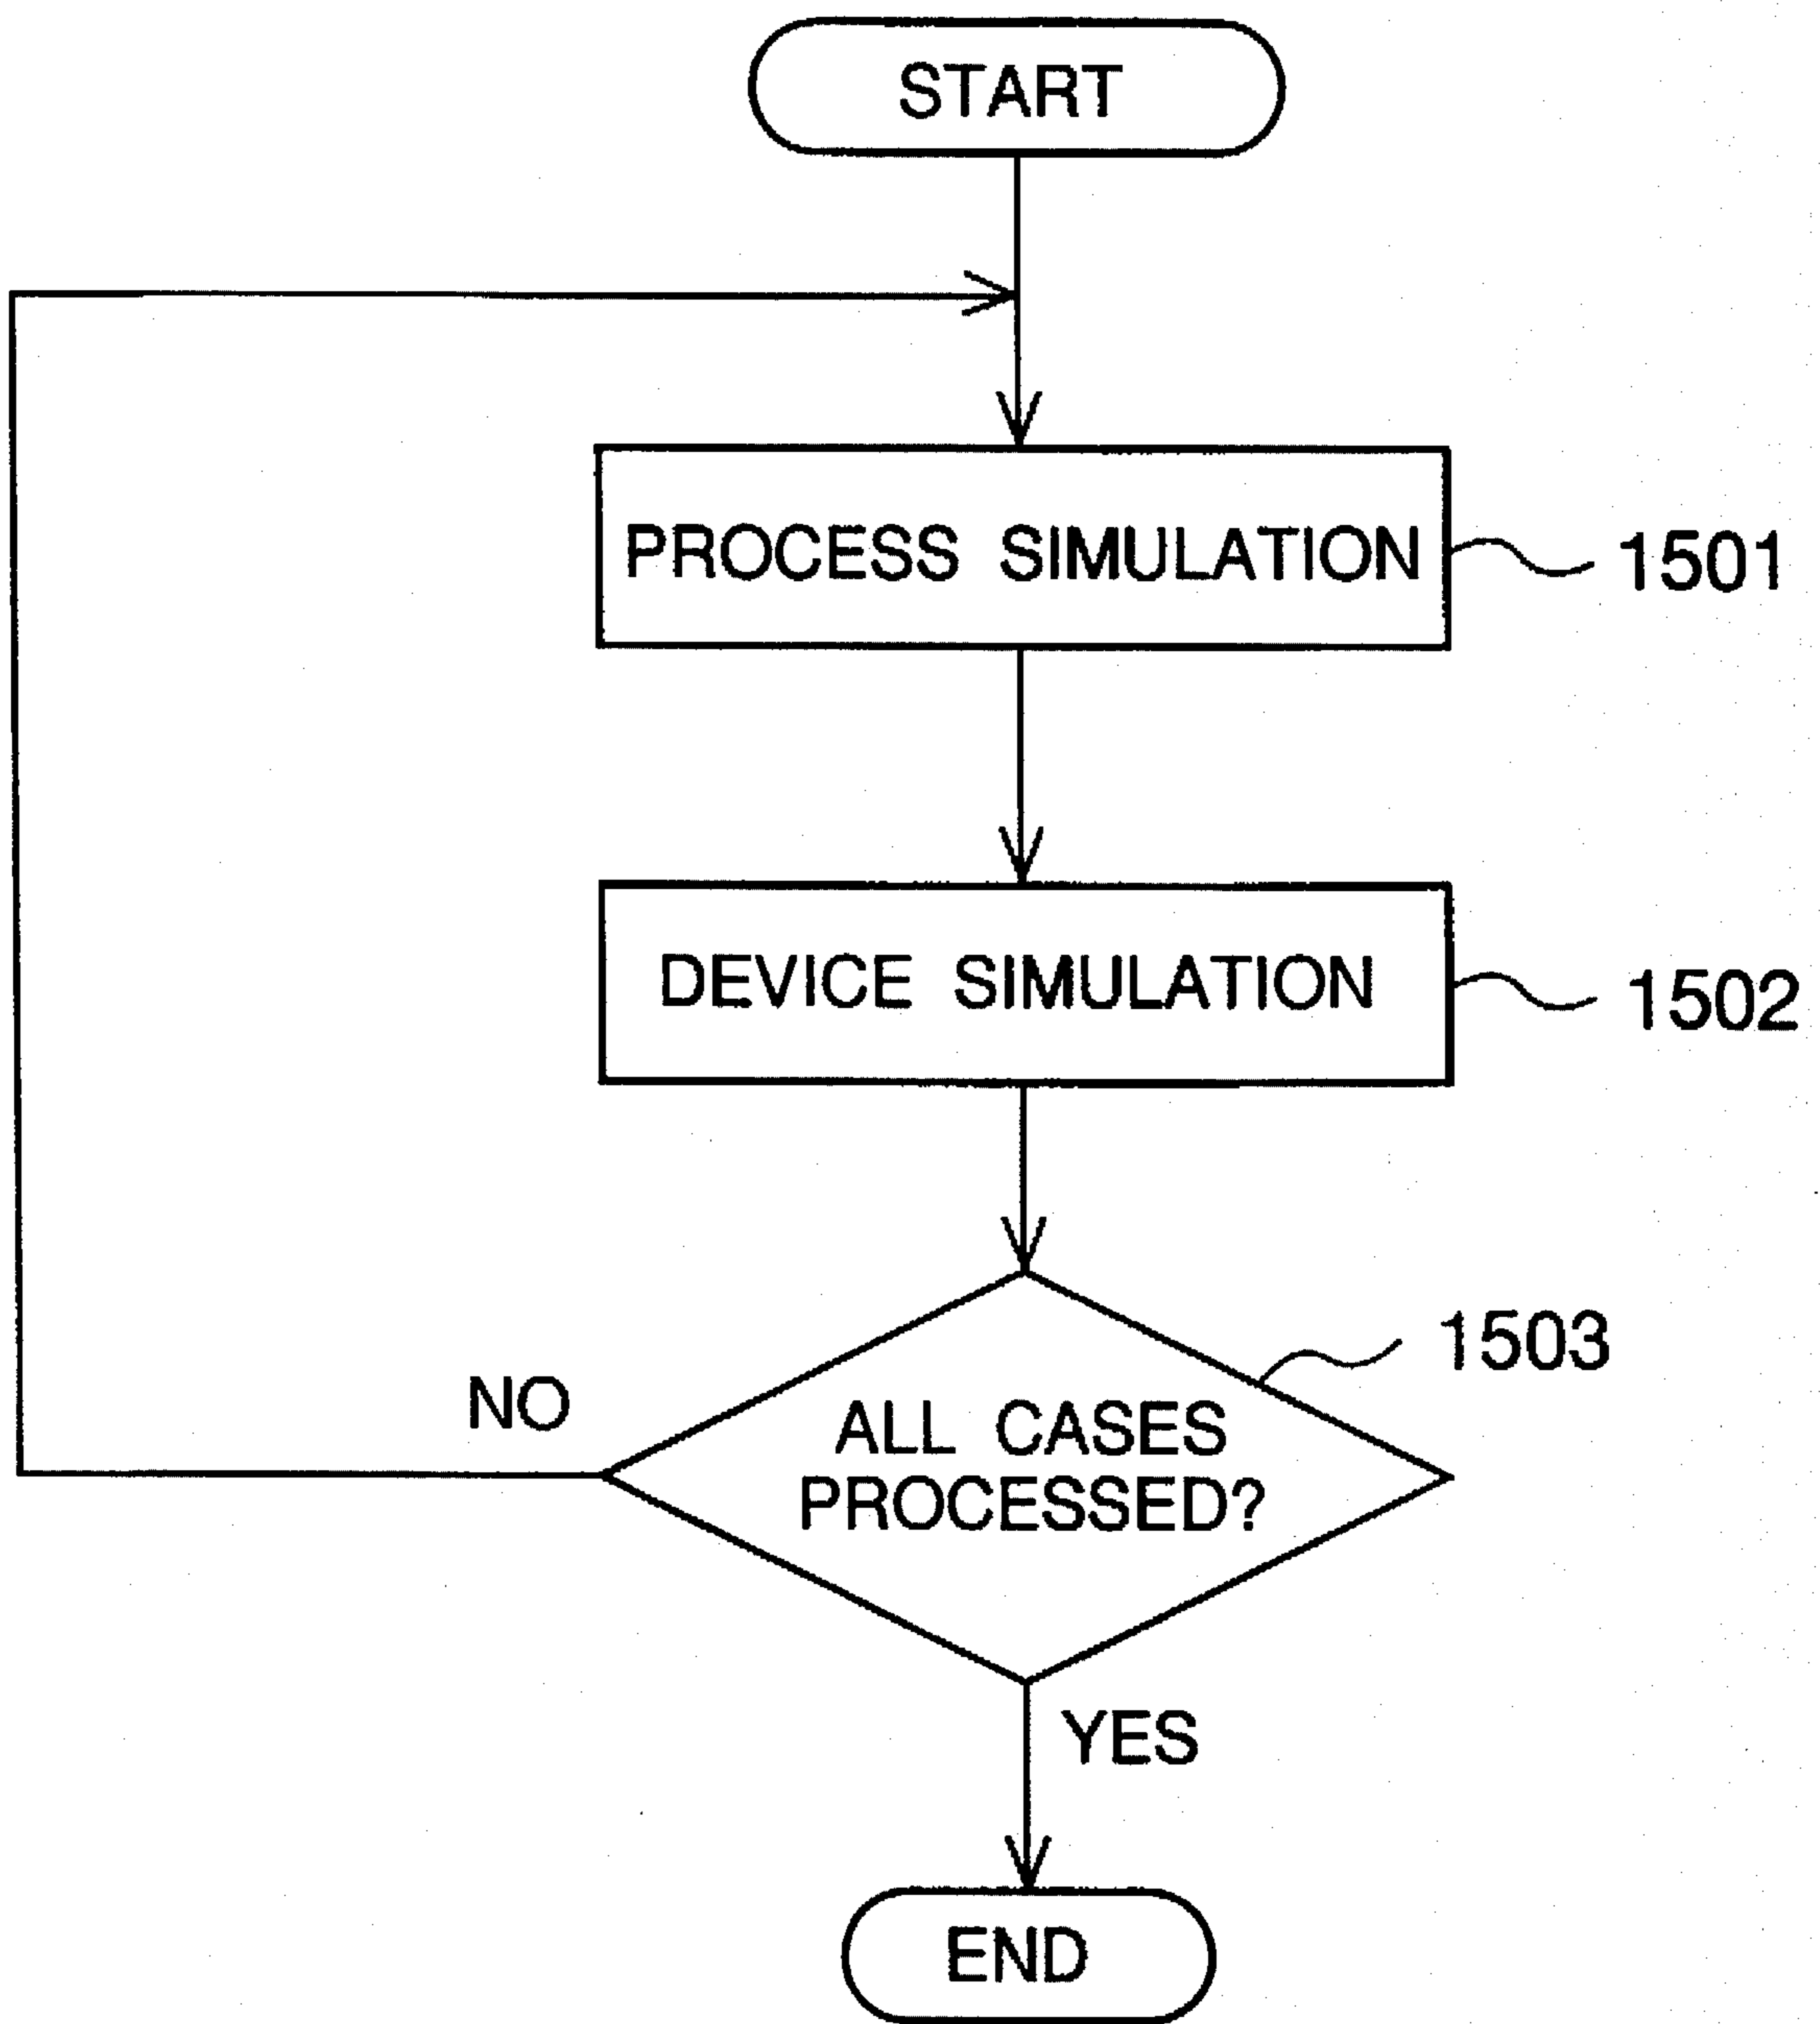 START
PROCESS SIMULATION
1501
DEVICE SIMULATION
1502
1503
NO
ALL CASES
PROCESSED?
YES
END